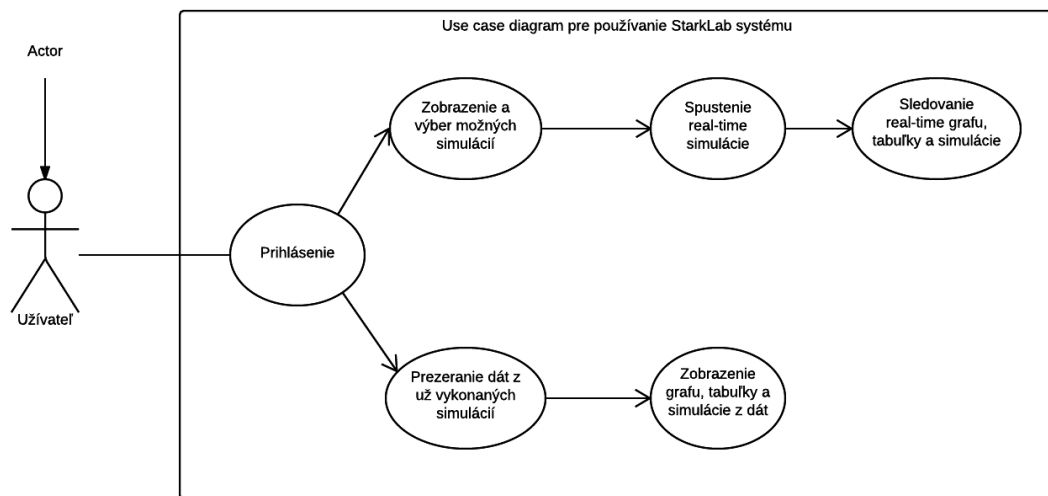 Use case diagram pre používanie StarkLab systému
Actor
Užívateľ
Prihlásenie
Zobrazenie a
výber možných
simulácií
Spustenie
real-time
simulácie
Sledovanie
real-time grafu,
tabuľky a simulácie
Prezeranie dát z
už vykonaných
simulácií
Zobrazenie
grafu, tabuľky a
simulácie z dát